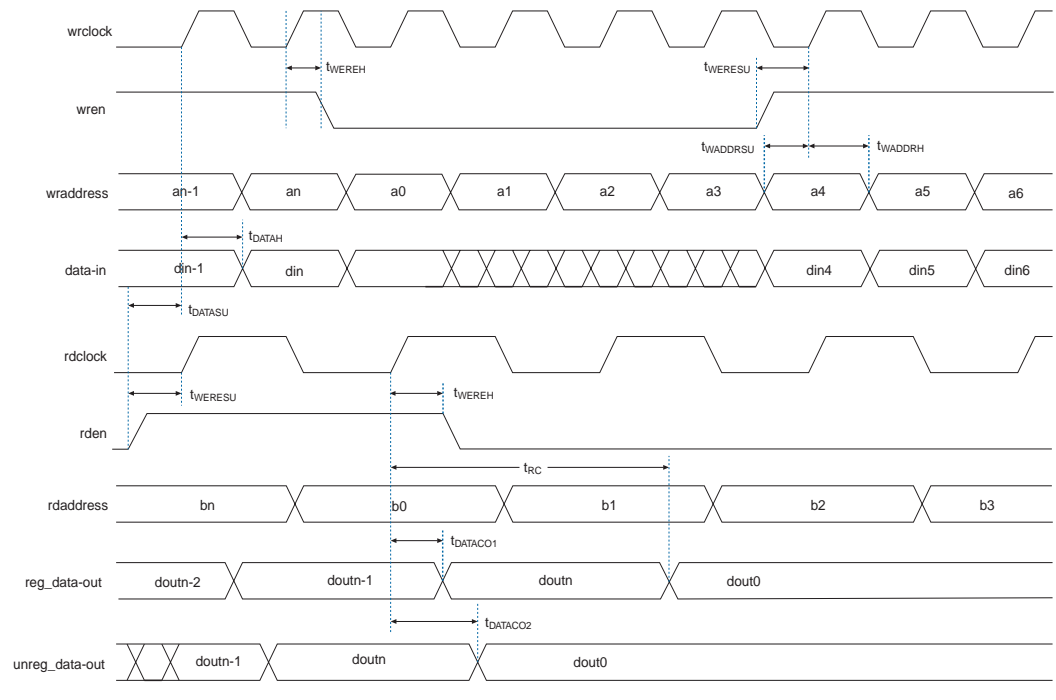 wrclock
tWEREH
tWERESU
wren
tWADDRSU
tWADDRH
wraddress an-1 an a0 a1 a2 a3 a4 a5 a6
tDATAH
data-in din-1 din din4 din5 din6
tDATASU
rdclock
tWERESU tWEREH
rden
tRC
rdaddress bn b0 b1 b2 b3
tDATACO1
reg_data-out doutn-2 doutn-1 doutn dout0
tDATACO2
unreg_data-out doutn-1 doutn dout0